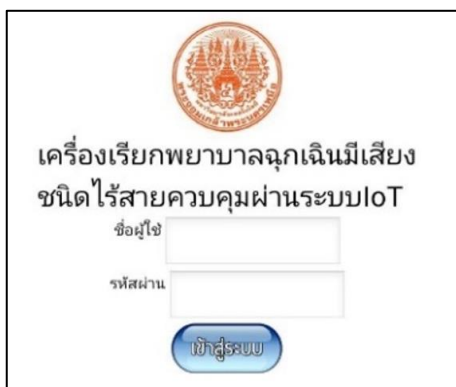 เครื่องเรียกพยาบาลฉุกเฉินมีเสียง
ชนิดไร้สายควบคุมผ่านระบบIoT
ชื่อผู้ใช้
รหัสผ่าน
เข้าสู่ระบบ